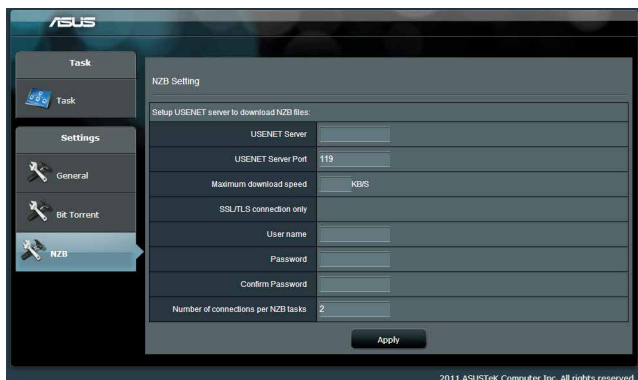 ASUS
Task
Task
Settings
General
Bit Torrent
NZB
NZB Setting
Setup USENET server to download NZB files:
USENET Server
USENET Server Port 119
Maximum download speed KB/S
SSL/TLS connection only
User name
Password
Confirm Password
Number of connections per NZB tasks 2
Apply
2011 ASUSTeK Computer Inc. All rights reserved.